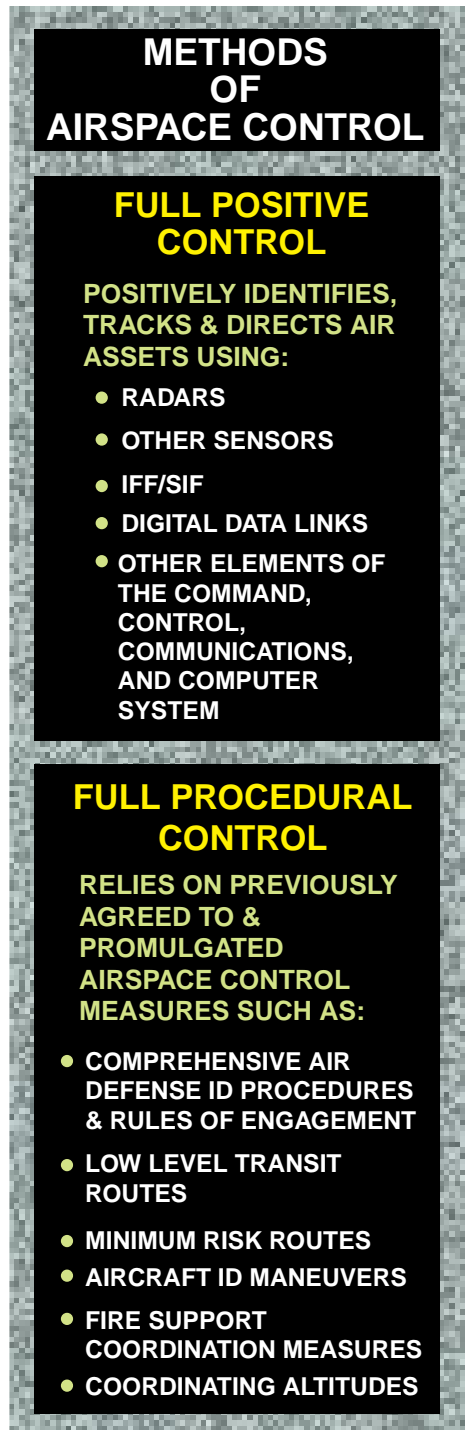 METHODS
OF
AIRSPACE CONTROL
FULL POSITIVE
CONTROL
POSITIVELY IDENTIFIES,
TRACKS & DIRECTS AIR
ASSETS USING:
RADARS
OTHER SENSORS
IFF/SIF
DIGITAL DATA LINKS
OTHER ELEMENTS OF
THE COMMAND,
CONTROL,
COMMUNICATIONS,
AND COMPUTER
SYSTEM
FULL PROCEDURAL
CONTROL
RELIES ON PREVIOUSLY
AGREED TO &
PROMULGATED
AIRSPACE CONTROL
MEASURES SUCH AS:
COMPREHENSIVE AIR
DEFENSE ID PROCEDURES
& RULES OF ENGAGEMENT
LOW LEVEL TRANSIT
ROUTES
MINIMUM RISK ROUTES
AIRCRAFT ID MANEUVERS
FIRE SUPPORT
COORDINATION MEASURES
COORDINATING ALTITUDES